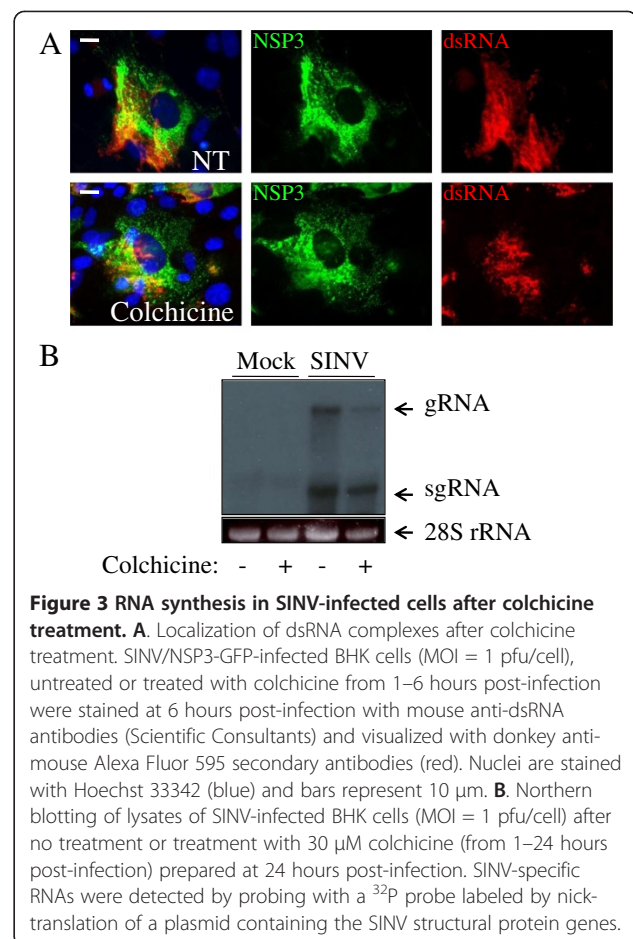 A
NSP3
dsRNA
NT
NSP3
dsRNA
Colchicine
B
Mock SINV
gRNA
sgRNA
28S rRNA
Colchicine: - + - +
Figure 3 RNA synthesis in SINV-infected cells after colchicine
treatment. A. Localization of dsRNA complexes after colchicine
treatment. SINV/NSP3-GFP-infected BHK cells (MOI = 1 pfu/cell),
untreated or treated with colchicine from 1–6 hours post-infection
were stained at 6 hours post-infection with mouse anti-dsRNA
antibodies (Scientific Consultants) and visualized with donkey anti-
mouse Alexa Fluor 595 secondary antibodies (red). Nuclei are stained
with Hoechst 33342 (blue) and bars represent 10 μm. B. Northern
blotting of lysates of SINV-infected BHK cells (MOI = 1 pfu/cell) after
no treatment or treatment with 30 μM colchicine (from 1–24 hours
post-infection) prepared at 24 hours post-infection. SINV-specific
RNAs were detected by probing with a ³²P probe labeled by nick-
translation of a plasmid containing the SINV structural protein genes.